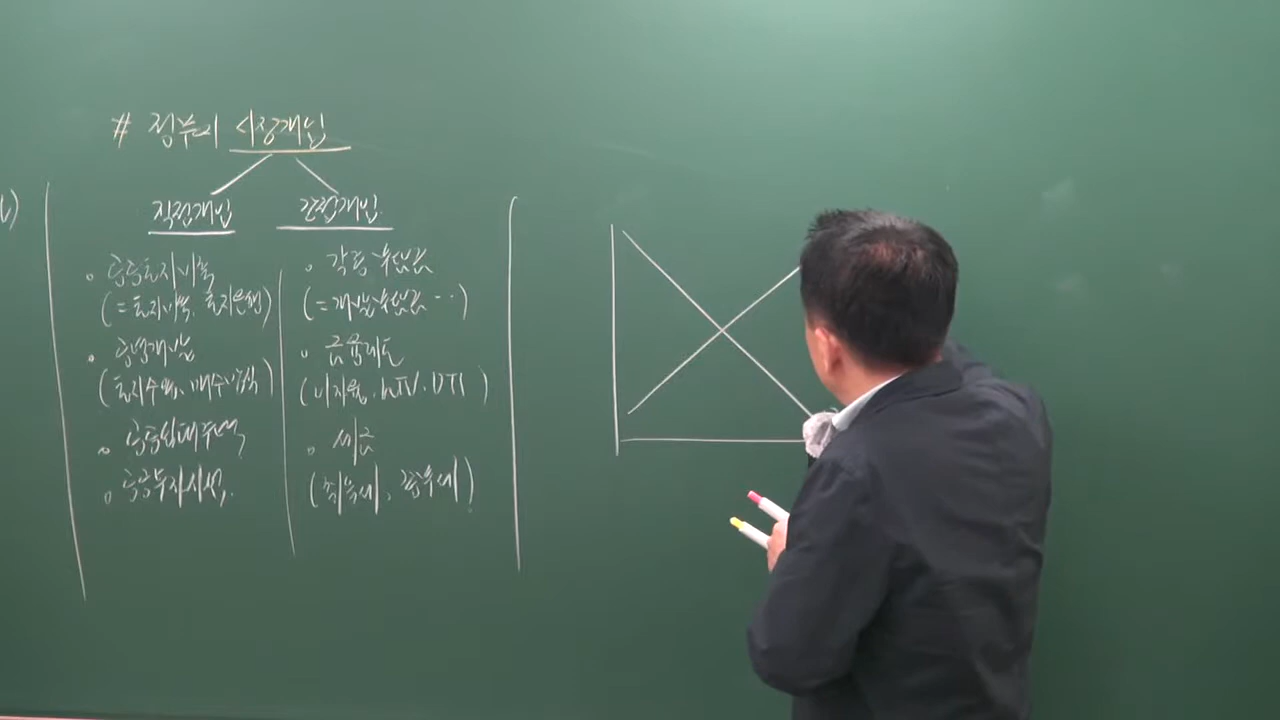 # 정부의 시장개입
직접개입
간접개입
。공공토지비축
(=토지비축, 토지은행)
。공영개발
(토지수용, 매수방식)
。공공임대주택
。공공투자사업,
。각종 부담금
(=개발부담금…)
。금융제도
(이자율, LTV, DTI)
。세금
(취득세, 종부세)